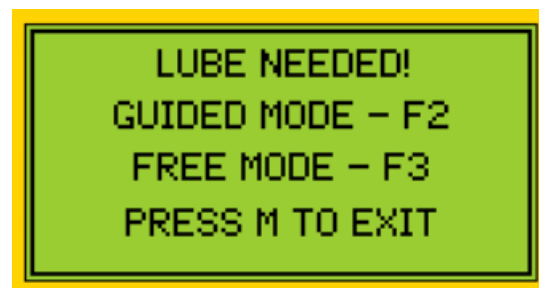 LUBE NEEDED!
GUIDED MODE – F2
FREE MODE – F3
PRESS M TO EXIT